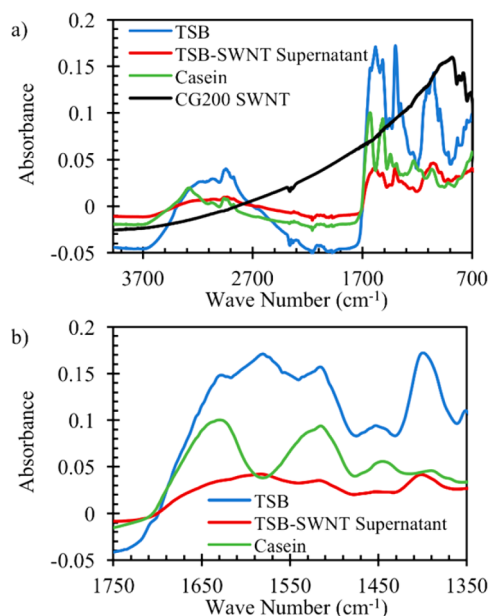 a)
TSB
TSB-SWNT Supernatant
Casein
CG200 SWNT
Absorbance
0.2
0.15
0.1
0.05
0
-0.05
3700 2700 1700 700
Wave Number (cm⁻¹)
b)
Absorbance
0.2
0.15
0.1
0.05
0
-0.05
TSB
TSB-SWNT Supernatant
Casein
1750 1650 1550 1450 1350
Wave Number (cm⁻¹)